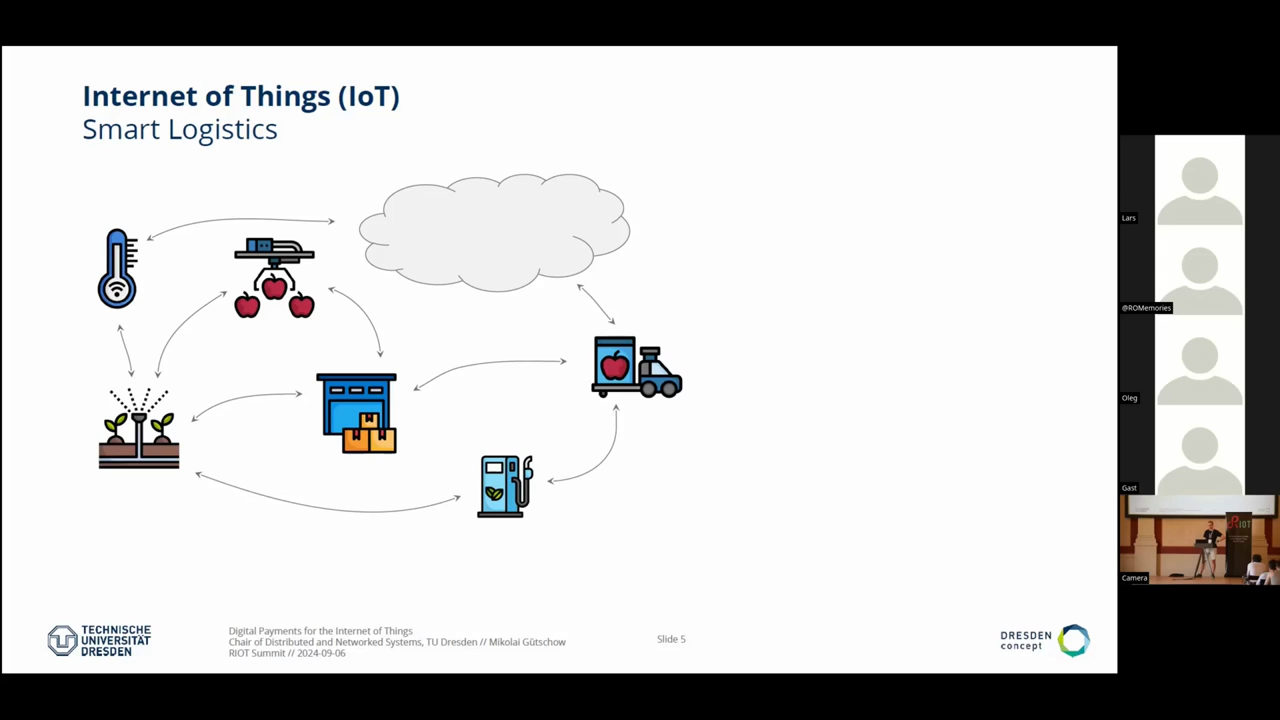 Internet of Things (IoT)
Smart Logistics
TECHNISCHE
UNIVERSITÄT
DRESDEN
Digital Payments for the Internet of Things
Chair of Distributed and Networked Systems, TU Dresden // Mikolai Gütschow
RIOT Summit // 2024-09-06
Slide 5
DRESDEN
concept
Lars
@ROMemories
Oleg
Gast
RIOT
Camera